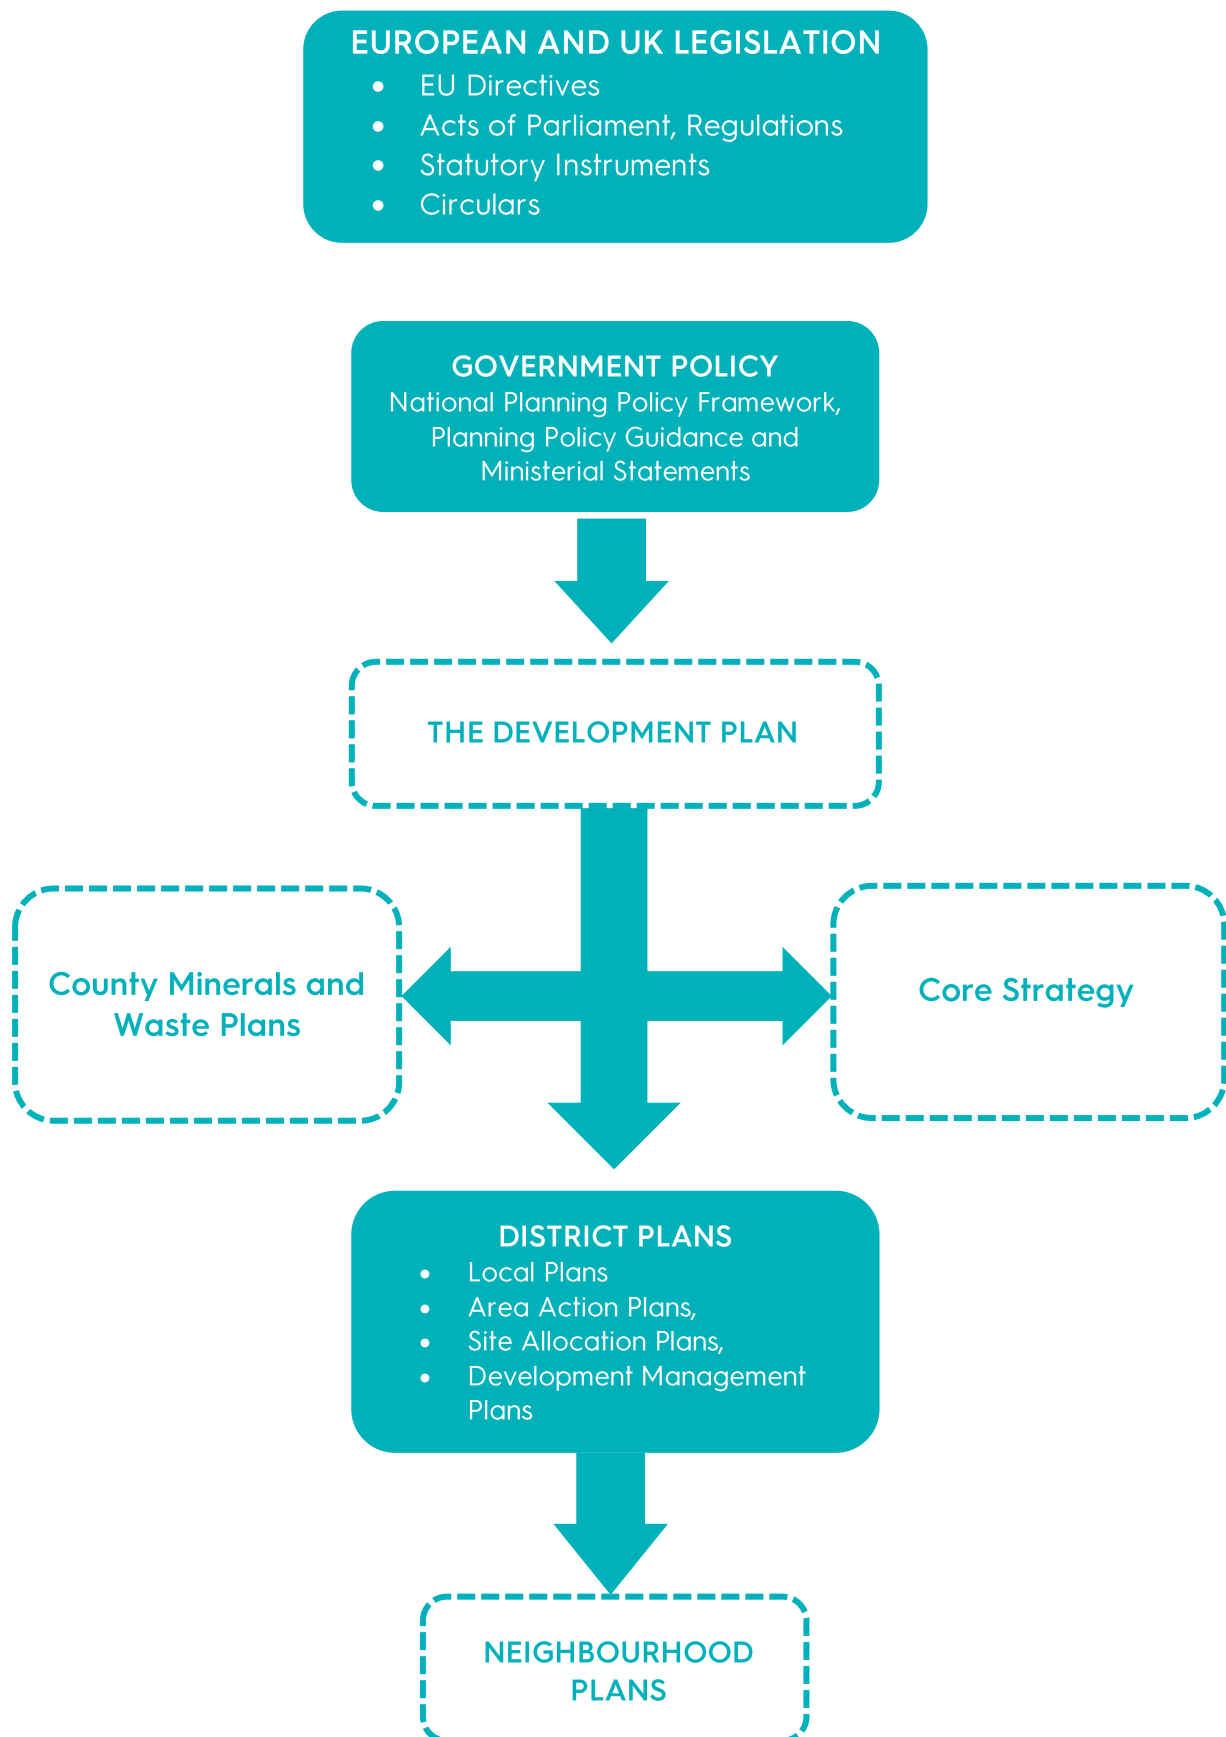 EUROPEAN AND UK LEGISLATION
• EU Directives
• Acts of Parliament, Regulations
• Statutory Instruments
• Circulars
GOVERNMENT POLICY
National Planning Policy Framework,
Planning Policy Guidance and
Ministerial Statements
THE DEVELOPMENT PLAN
County Minerals and
Waste Plans
Core Strategy
DISTRICT PLANS
• Local Plans
• Area Action Plans,
• Site Allocation Plans,
• Development Management
Plans
NEIGHBOURHOOD
PLANS